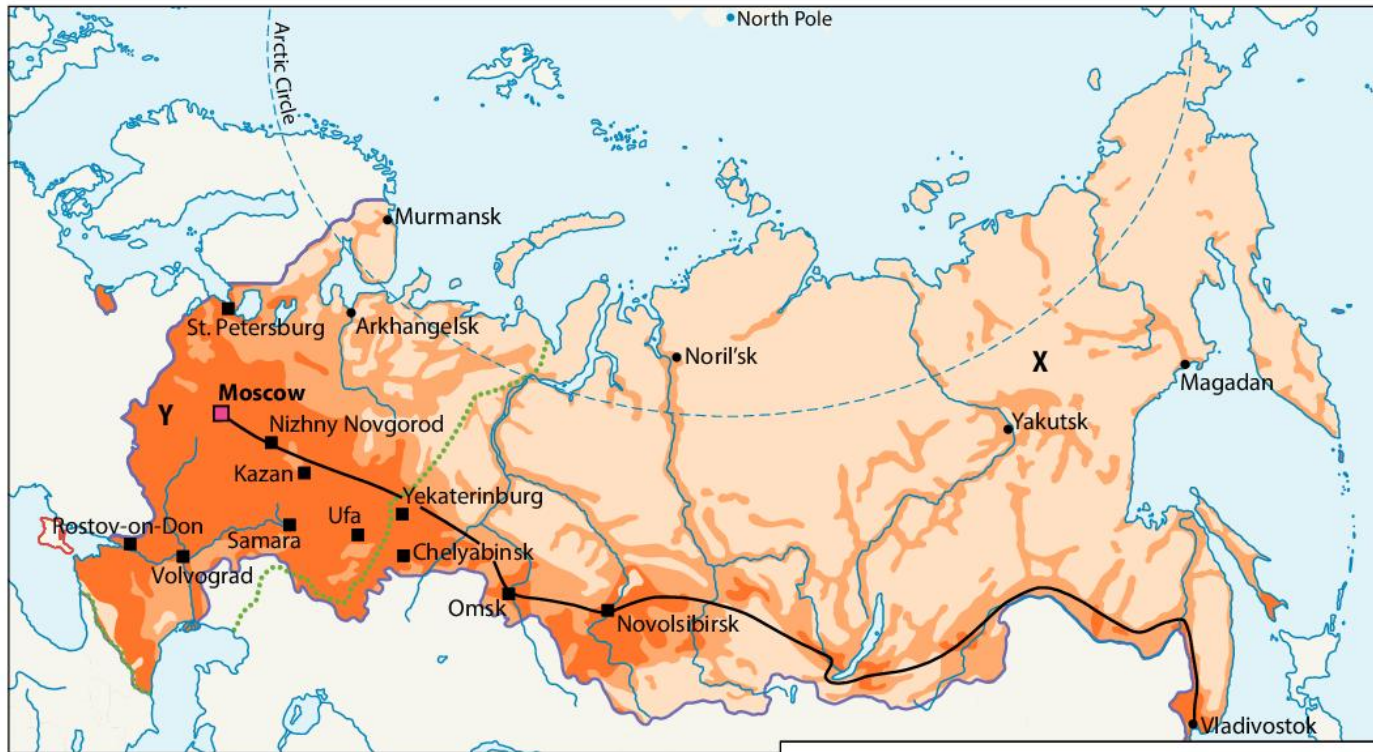 North Pole
Arctic Circle
Murmansk
St. Petersburg
Arkhangelsk
Noril'sk
X
Magadan
Moscow
Y
Nizhny Novgorod
Yakutsk
Kazan
Yekaterinburg
Rostov-on-Don
Ufa
Samara
Chelyabinsk
Volvograd
Omsk
Novolsibirsk
Vladivostok